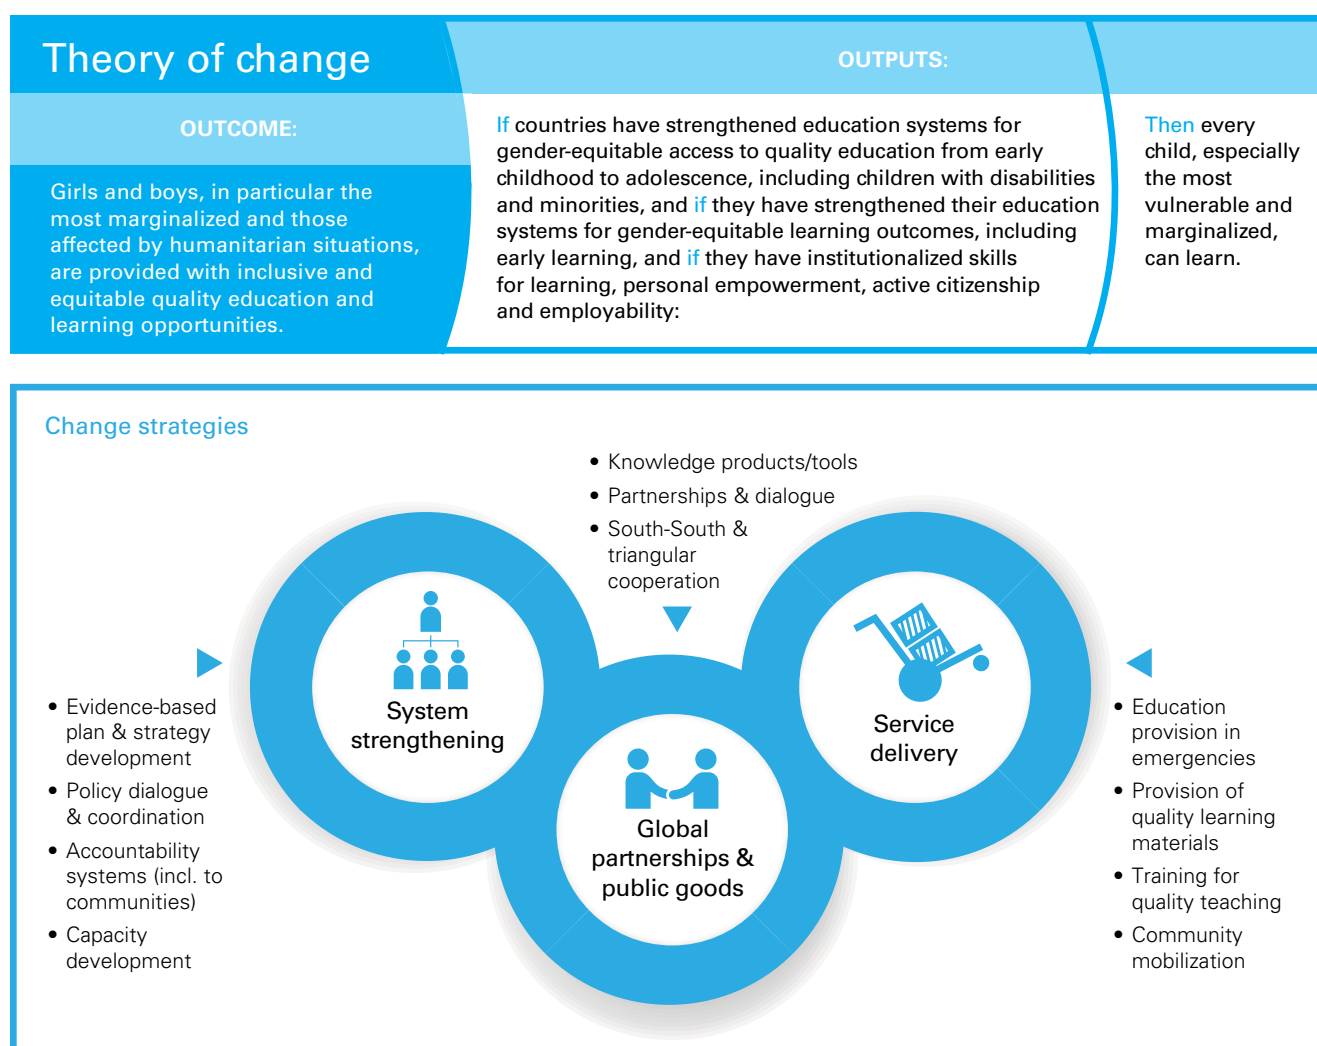 Theory of change
OUTCOME:
Girls and boys, in particular the
most marginalized and those
affected by humanitarian situations,
are provided with inclusive and
equitable quality education and
learning opportunities.
OUTPUTS:
If countries have strengthened education systems for
gender-equitable access to quality education from early
childhood to adolescence, including children with disabilities
and minorities, and if they have strengthened their education
systems for gender-equitable learning outcomes, including
early learning, and if they have institutionalized skills
for learning, personal empowerment, active citizenship
and employability:
Then every
child, especially
the most
vulnerable and
marginalized,
can learn.
Change strategies
• Evidence-based
plan & strategy
development
• Policy dialogue
& coordination
• Accountability
systems (incl. to
communities)
• Capacity
development
System
strengthening
• Knowledge products/tools
• Partnerships & dialogue
• South-South &
triangular
cooperation
Global
partnerships &
public goods
Service
delivery
• Education
provision in
emergencies
• Provision of
quality learning
materials
• Training for
quality teaching
• Community
mobilization